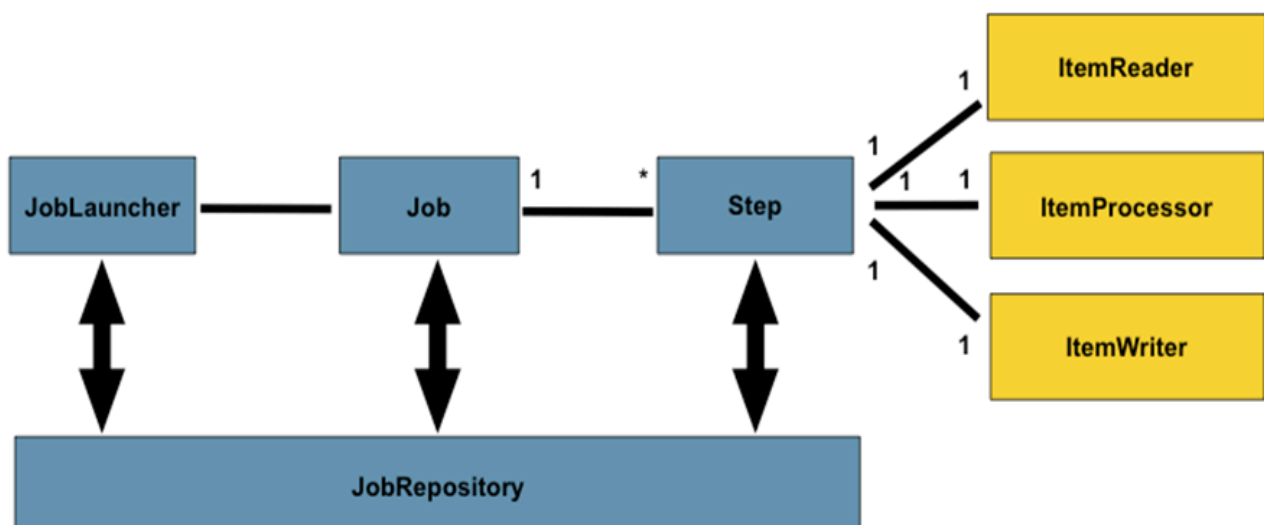 ItemReader
1
1
JobLauncher
Job
1
*
Step
1
1
ItemProcessor
1
1
ItemWriter
JobRepository